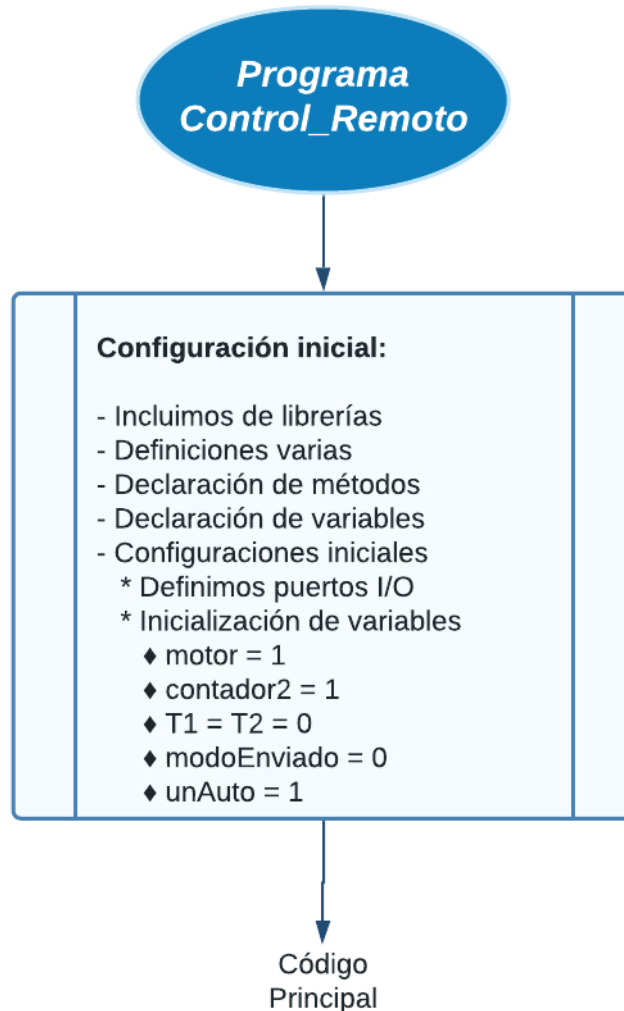 Programa
Control_Remoto
Configuración inicial:
- Incluimos de librerías
- Definiciones varias
- Declaración de métodos
- Declaración de variables
- Configuraciones iniciales
* Definimos puertos I/O
* Inicialización de variables
♦ motor = 1
♦ contador2 = 1
♦ T1 = T2 = 0
♦ modoEnviado = 0
♦ unAuto = 1
Código
Principal